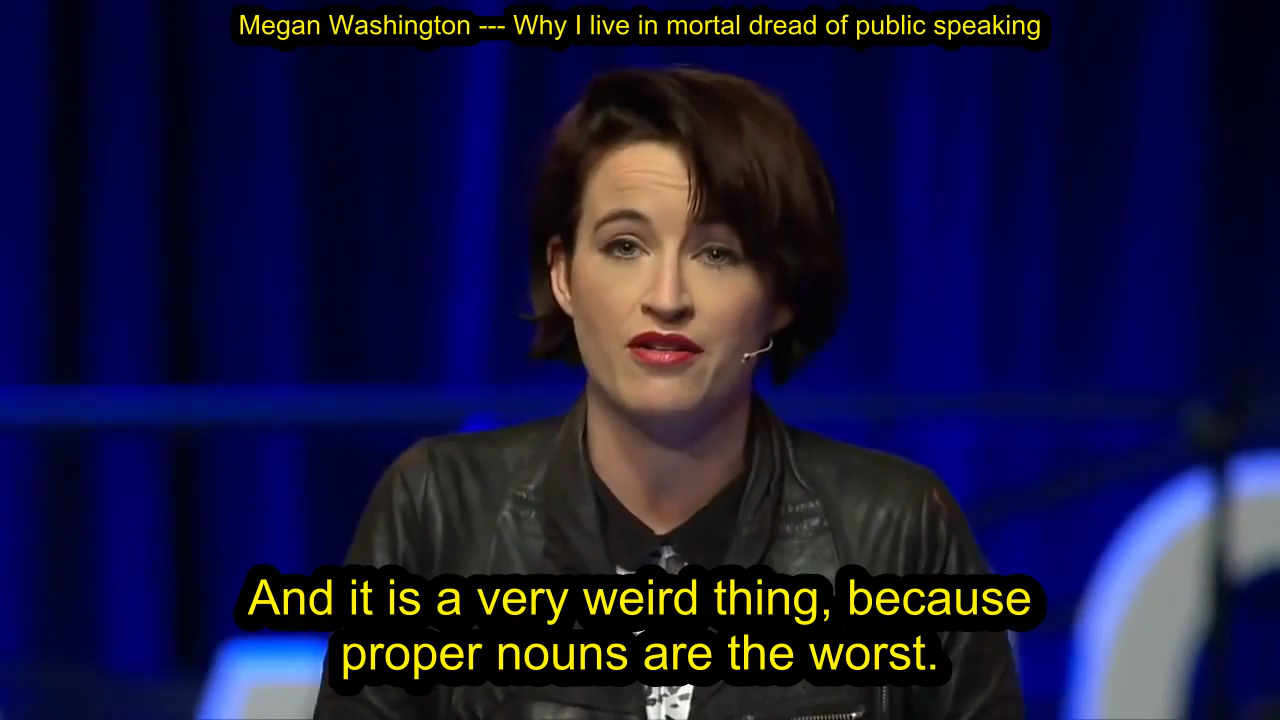 Megan Washington --- Why I live in mortal dread of public speaking
And it is a very weird thing, because
proper nouns are the worst.